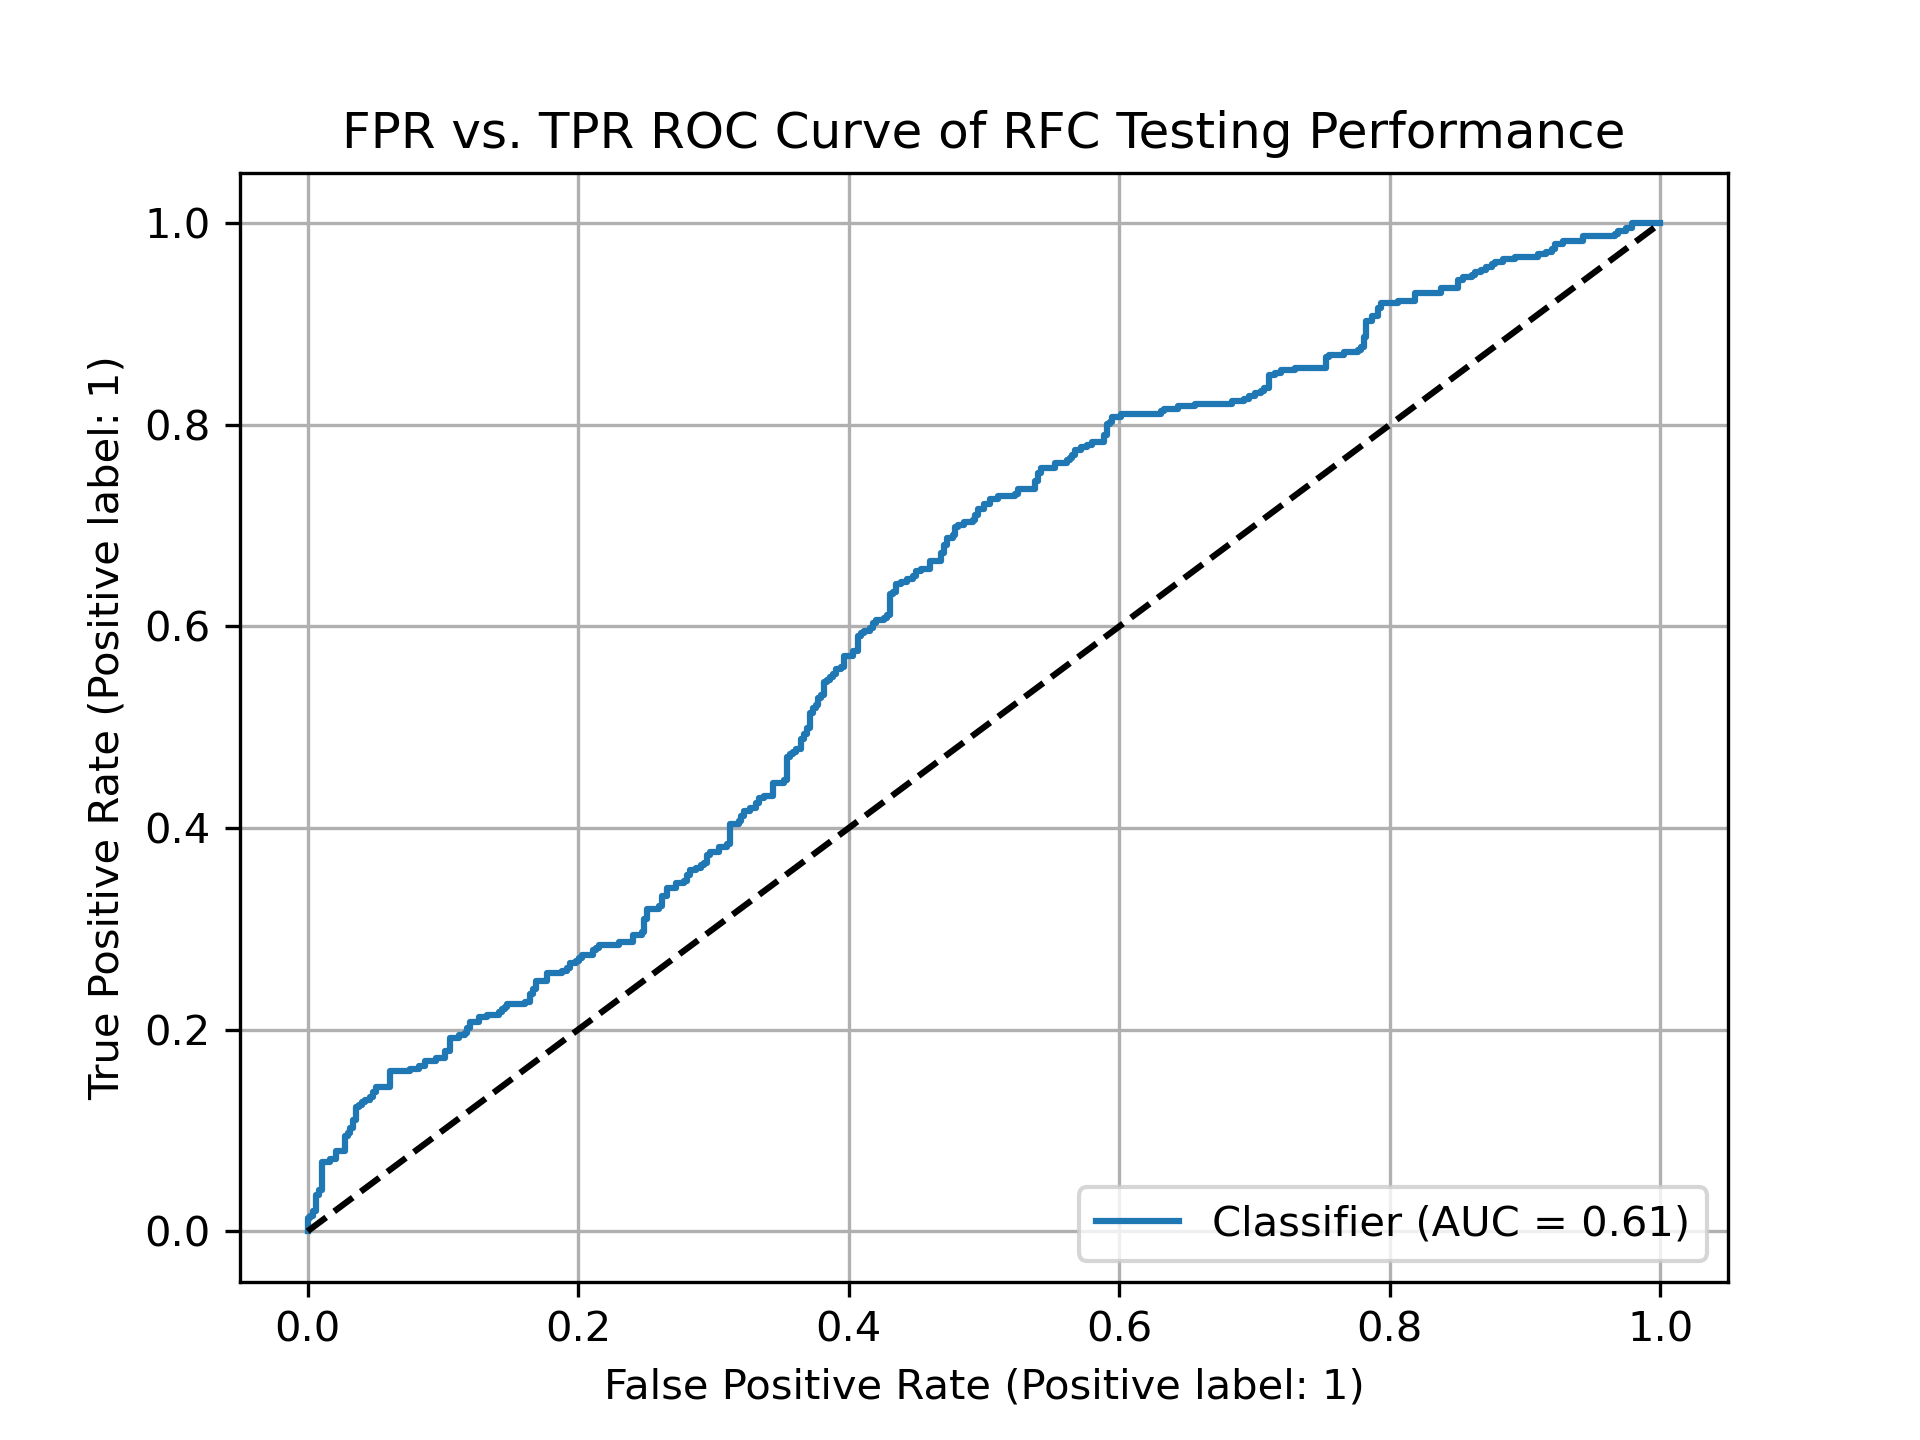 FPR vs. TPR ROC Curve of RFC Testing Performance
1.0
0.8
0.6
0.4
0.2
0.0
True Positive Rate (Positive label: 1)
Classifier (AUC = 0.61)
0.0 0.2 0.4 0.6 0.8 1.0
False Positive Rate (Positive label: 1)